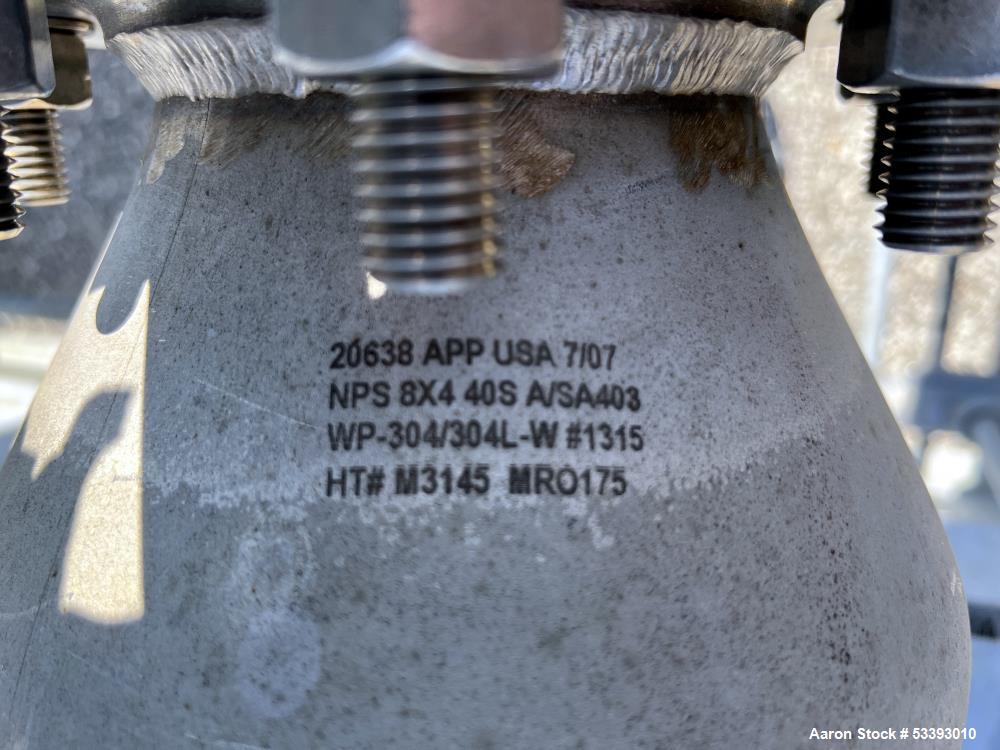 20638 APP USA 7/07
NPS 8X4 40S A/SA403
WP-304/304L-W #1315
HT# M3145 MRO175
Aaron Stock # 53393010